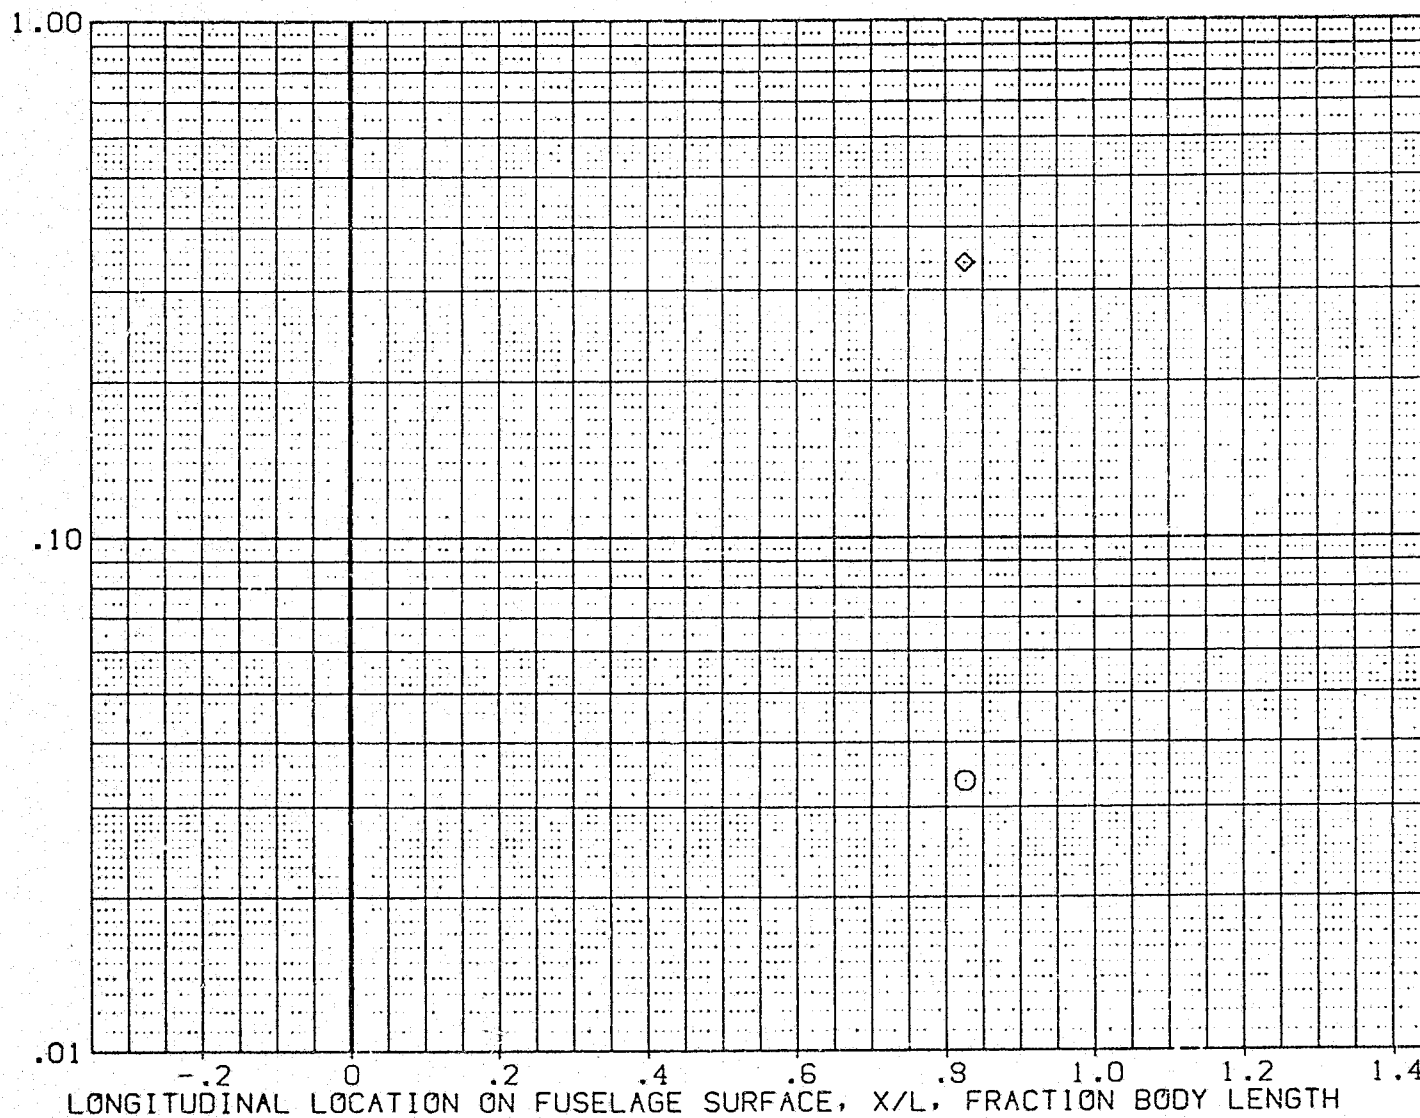 1.00
.10
.01
-.2 0 .2 .4 .6 .8 1.0 1.2 1.4
LONGITUDINAL LOCATION ON FUSELAGE SURFACE, X/L, FRACTION BODY LENGTH